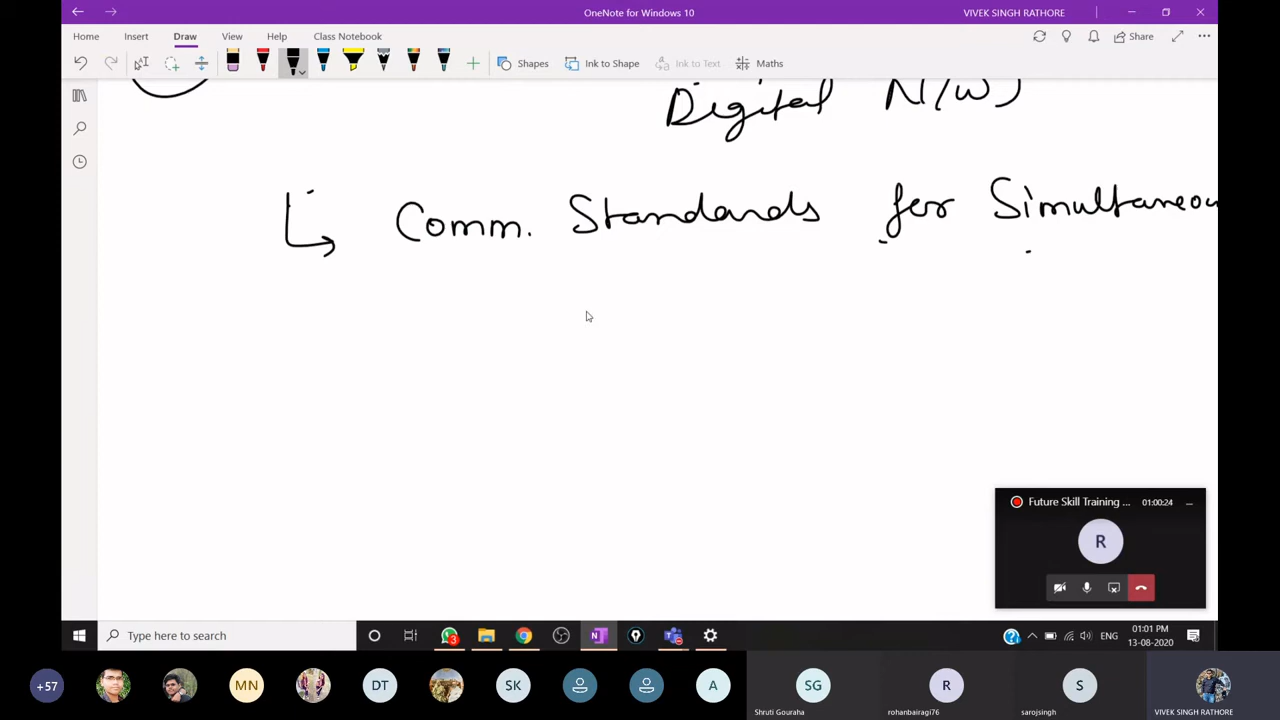 OneNote for Windows 10
VIVEK SINGH RATHORE
Home Insert Draw View Help Class Notebook
Share
Shapes Ink to Shape Ink to Text Maths
Digital N/W)
Comm. Standards for Simultaneou
Future Skill Training ... 01:00:24
R
Type here to search
3
ENG
01:01 PM
13-08-2020
+57 MN DT SK A SG R S
Shruti Gouraha rohanbairagi76 sarojsingh VIVEK SINGH RATHORE